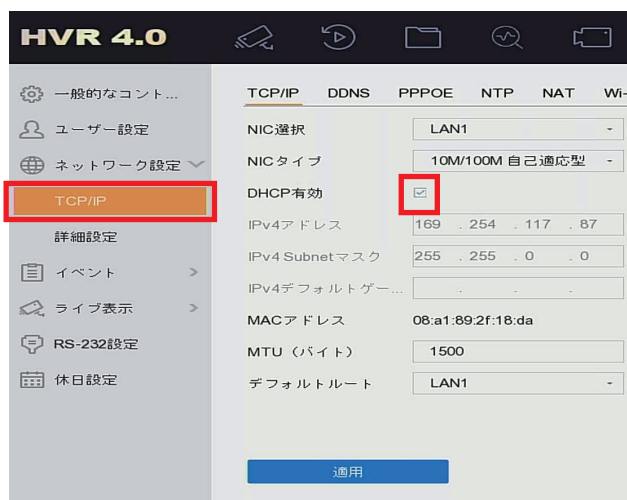 HVR 4.0
一般的なコント...
ユーザー設定
ネットワーク設定
TCP/IP
詳細設定
イベント
ライブ表示
RS-232設定
休日設定
TCP/IP DDNS PPPOE NTP NAT Wi-
NIC選択 LAN1
NICタイプ 10M/100M 自己適応型
DHCP有効
IPv4アドレス 169 . 254 . 117 . 87
IPv4 Subnetマスク 255 . 255 . 0 . 0
IPv4デフォルトゲー... . . .
MACアドレス 08:a1:89:2f:18:da
MTU（バイト） 1500
デフォルトルート LAN1
適用